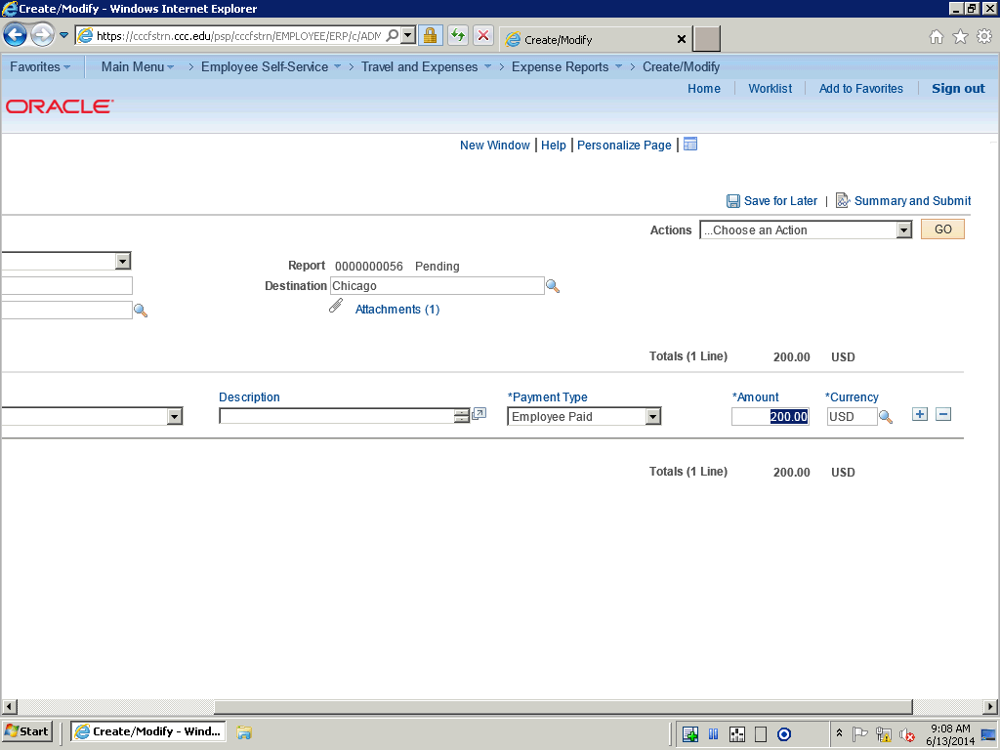 Create/Modify - Windows Internet Explorer
https://cccfstrn.ccc.edu/psp/cccfstrn/EMPLOYEE/ERP/c/ADM
Create/Modify
Favorites
Main Menu > Employee Self-Service > Travel and Expenses > Expense Reports > Create/Modify
Home Worklist Add to Favorites Sign out
ORACLE
New Window | Help | Personalize Page |
Save for Later | Summary and Submit
Actions ...Choose an Action GO
Report 0000000056 Pending
Destination Chicago
Attachments (1)
Totals (1 Line) 200.00 USD
Description *Payment Type *Amount *Currency
Employee Paid 200.00 USD
Totals (1 Line) 200.00 USD
Start Create/Modify - Wind...
9:08 AM
6/13/2014